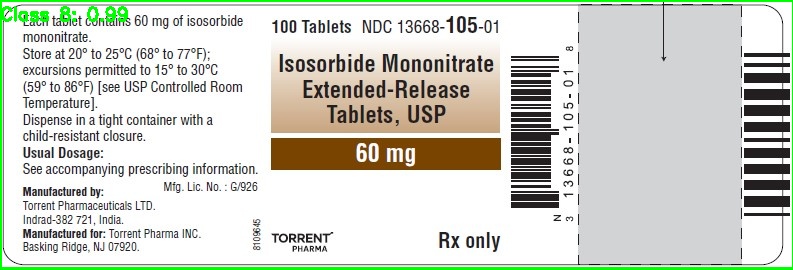 Class 8: 0.99
Each tablet contains 60 mg of isosorbide
mononitrate.
Store at 20° to 25°C (68° to 77°F);
excursions permitted to 15° to 30°C
(59° to 86°F) [see USP Controlled Room
Temperature].
Dispense in a tight container with a
child-resistant closure.
Usual Dosage:
See accompanying prescribing information.
Mfg. Lic. No. : G/926
Manufactured by:
Torrent Pharmaceuticals LTD.
Indrad-382 721, India.
Manufactured for: Torrent Pharma INC.
Basking Ridge, NJ 07920.
8109645
100 Tablets NDC 13668-105-01
Isosorbide Mononitrate
Extended-Release
Tablets, USP
60 mg
TORRENT
PHARMA
Rx only
N
3 13668-105-01 8